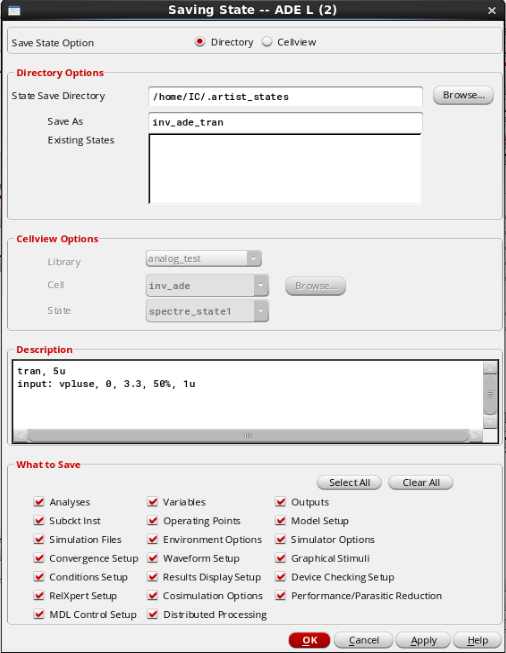 Saving State -- ADE L (2)
Save State Option
Directory
Cellview
Directory Options
State Save Directory
/home/IC/.artist_states
Browse...
Save As
inv_ade_tran
Existing States
Cellview Options
Library
analog_test
Cell
inv_ade
Browse...
State
spectre_state1
Description
tran, 5u
input: vpluse, 0, 3.3, 50%, 1u
What to Save
Select All
Clear All
Analyses
Variables
Outputs
Subckt Inst
Operating Points
Model Setup
Simulation Files
Environment Options
Simulator Options
Convergence Setup
Waveform Setup
Graphical Stimuli
Conditions Setup
Results Display Setup
Device Checking Setup
RelXpert Setup
Cosimulation Options
Performance/Parasitic Reduction
MDL Control Setup
Distributed Processing
OK
Cancel
Apply
Help